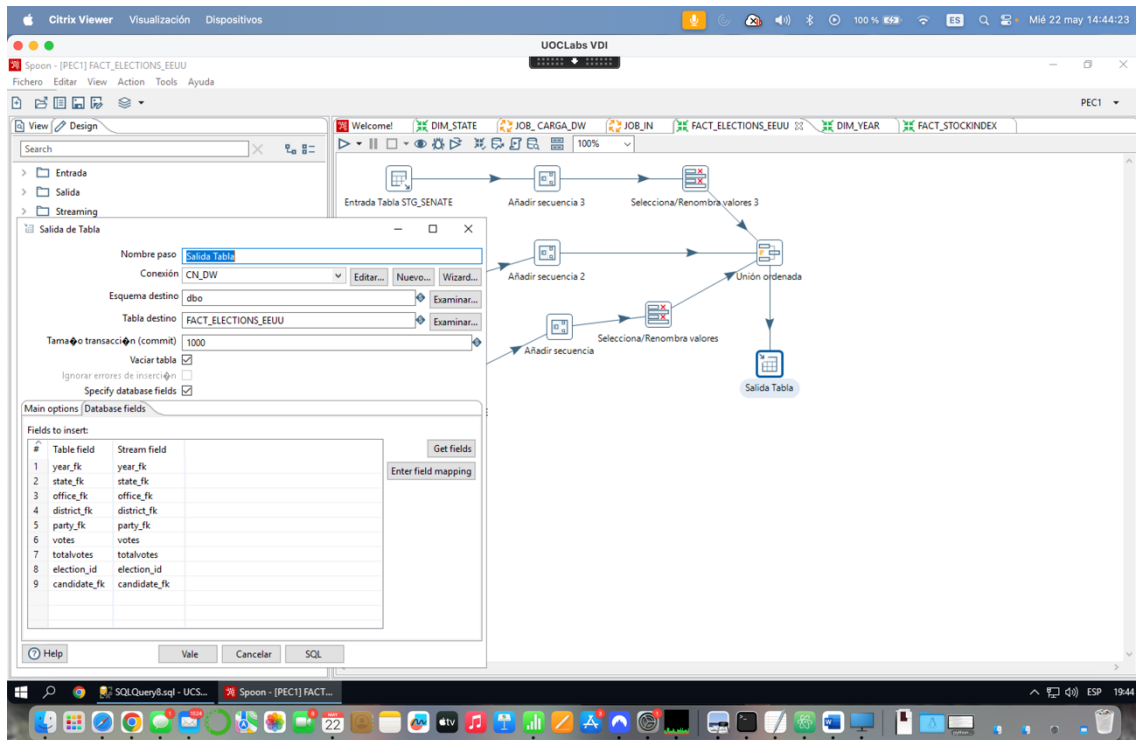 Citrix Viewer Visualización Dispositivos 100 % ES Mié 22 may 14:44:23
UOCLabs VDI
Spoon - [PEC1] FACT_ELECTIONS_EEUU
Fichero Editar View Action Tools Ayuda
PEC1
View Design
Welcome! DIM_STATE JOB_ CARGA_DW JOB_IN FACT_ELECTIONS_EEUU DIM_YEAR FACT_STOCKINDEX
Search
100%
Entrada
Salida
Streaming
Entrada Tabla STG_SENATE Añadir secuencia 3 Selecciona/Renombra valores 3
Añadir secuencia 2 Unión ordenada
Añadir secuencia Selecciona/Renombra valores
Salida Tabla
Salida de Tabla
Nombre paso Salida Tabla
Conexión CN_DW Editar... Nuevo... Wizard...
Esquema destino dbo Examinar...
Tabla destino FACT_ELECTIONS_EEUU Examinar...
Tama�o transacci�n (commit) 1000
Vaciar tabla
Ignorar errores de inserci�n
Specify database fields
Main options Database fields
Fields to insert:
# Table field Stream field
Get fields
Enter field mapping
1 year_fk year_fk
2 state_fk state_fk
3 office_fk office_fk
4 district_fk district_fk
5 party_fk party_fk
6 votes votes
7 totalvotes totalvotes
8 election_id election_id
9 candidate_fk candidate_fk
Help Vale Cancelar SQL
SQLQuery8.sql - UCS... Spoon - [PEC1] FACT... ESP 19:44
22
tv